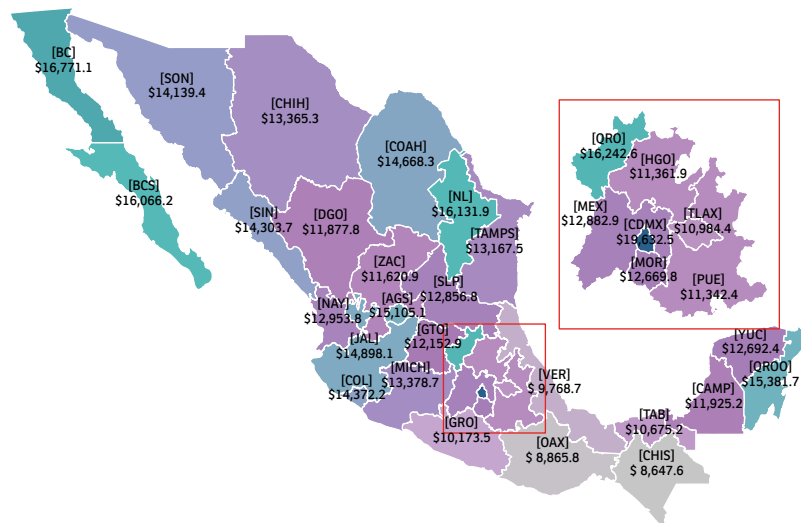 [BC]
$16,771.1
[SON]
$14,139.4
[CHIH]
$13,365.3
[COAH]
$14,668.3
[BCS]
$16,066.2
[NL]
$16,131.9
[SIN]
$14,303.7
[DGO]
$11,877.8
[TAMPS]
$13,167.5
[ZAC]
$11,620.9
[SLP]
$12,856.8
[NAY]
$12,953.8
[AGS]
$15,105.1
[GTO]
$12,152.9
[JAL]
$14,898.1
[MICH]
$13,378.7
[COL]
$14,372.2
[VER]
$ 9,768.7
[GRO]
$10,173.5
[OAX]
$ 8,865.8
[TAB]
$10,675.2
[CHIS]
$ 8,647.6
[CAMP]
$11,925.2
[YUC]
$12,692.4
[QROO]
$15,381.7
[QRO]
$16,242.6
[HGO]
$11,361.9
[MEX]
$12,882.9
[CDMX]
$19,632.5
[TLAX]
$10,984.4
[MOR]
$12,669.8
[PUE]
$11,342.4